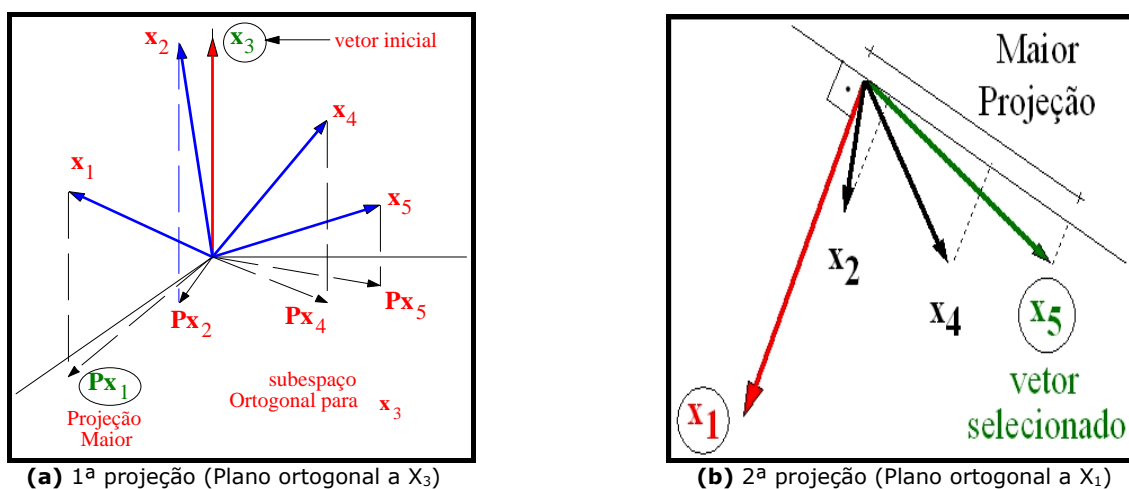 x2
x3
vetor inicial
x4
x1
x5
Px2
Px4
Px5
Px1
subespaço
Ortogonal para x3
Projeção
Maior
(a) 1ª projeção (Plano ortogonal a X₃)
Maior
Projeção
x2
x4
x5
x1
vetor
selecionado
(b) 2ª projeção (Plano ortogonal a X₁)